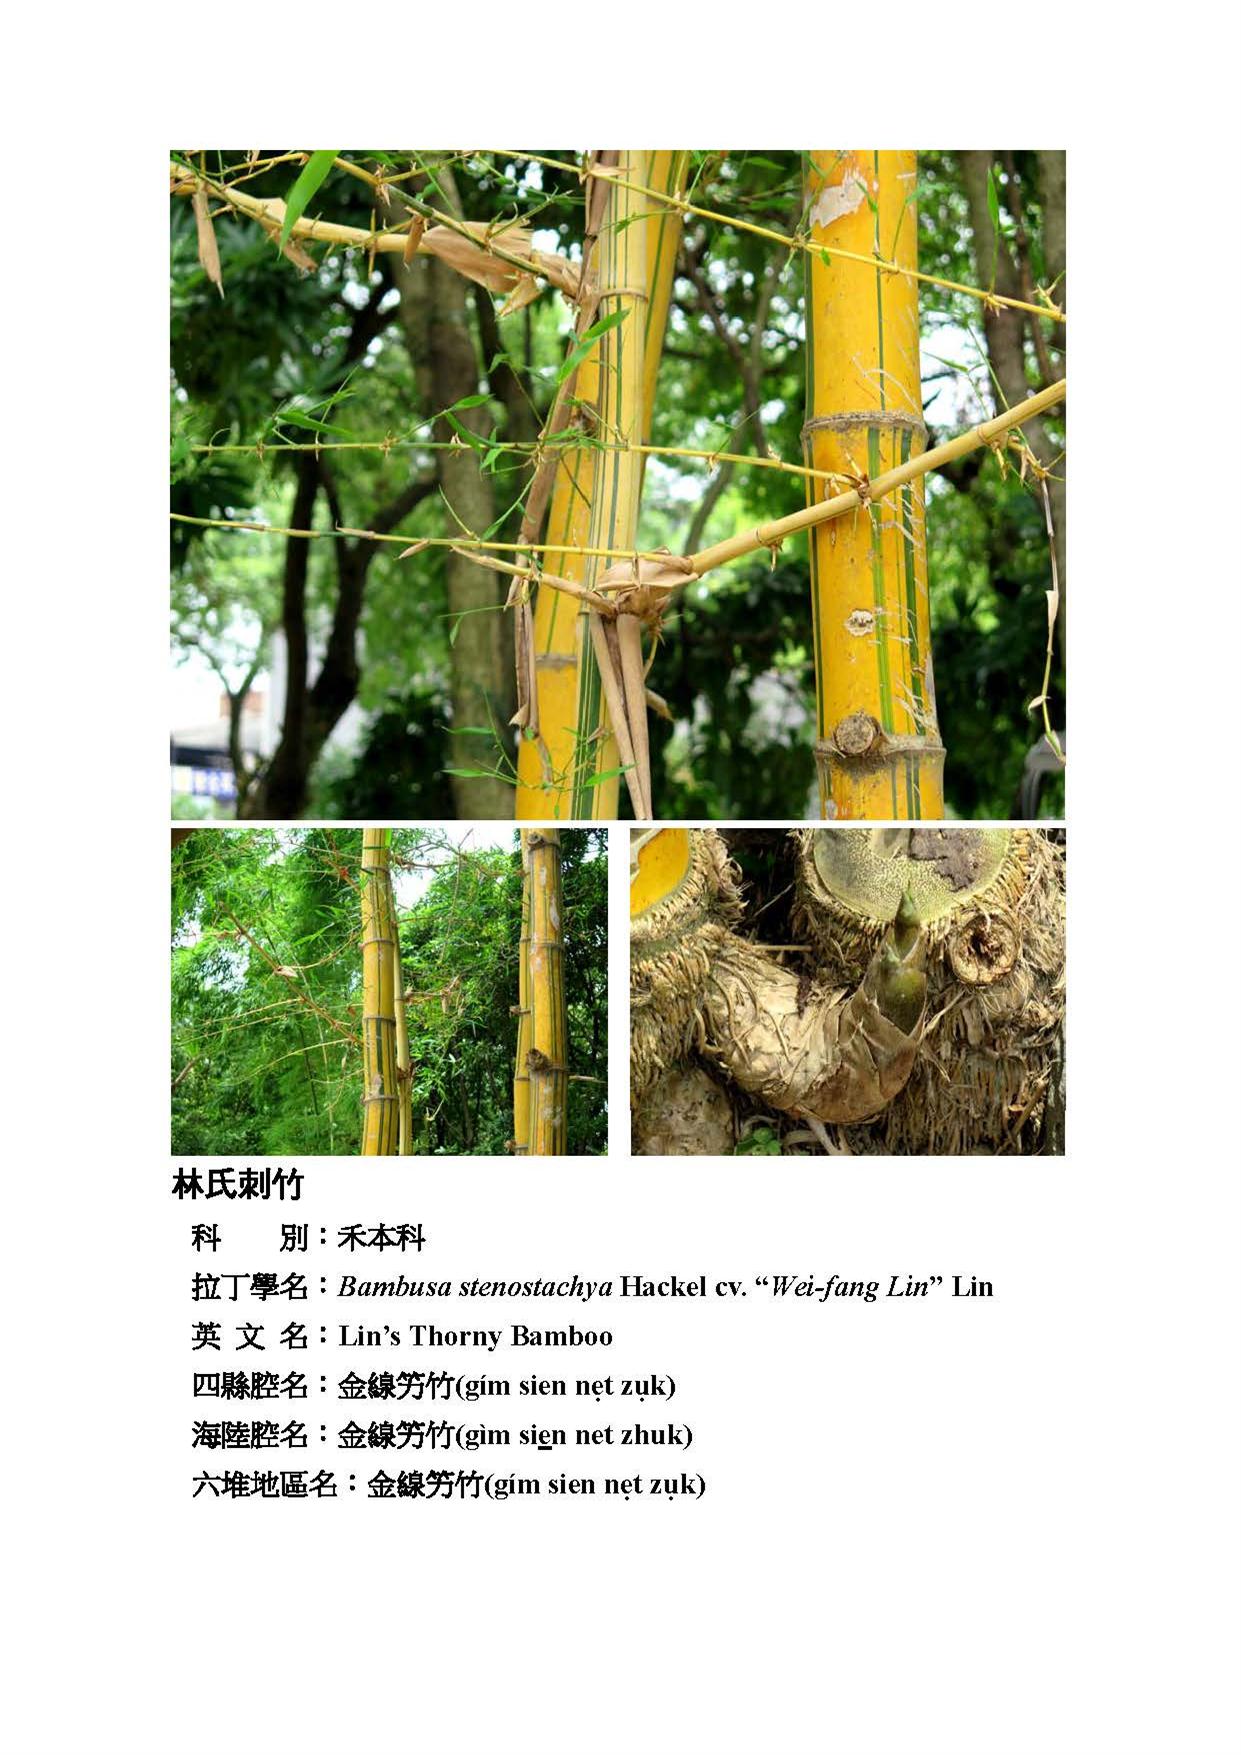 林氏刺竹
科　　別：禾本科
拉丁學名：Bambusa stenostachya Hackel cv. “Wei-fang Lin” Lin
英 文 名：Lin’s Thorny Bamboo
四縣腔名：金線竻竹(gím sien nẹt zụk)
海陸腔名：金線竻竹(gìm sie̲n net zhuk)
六堆地區名：金線竻竹(gím sien nẹt zụk)